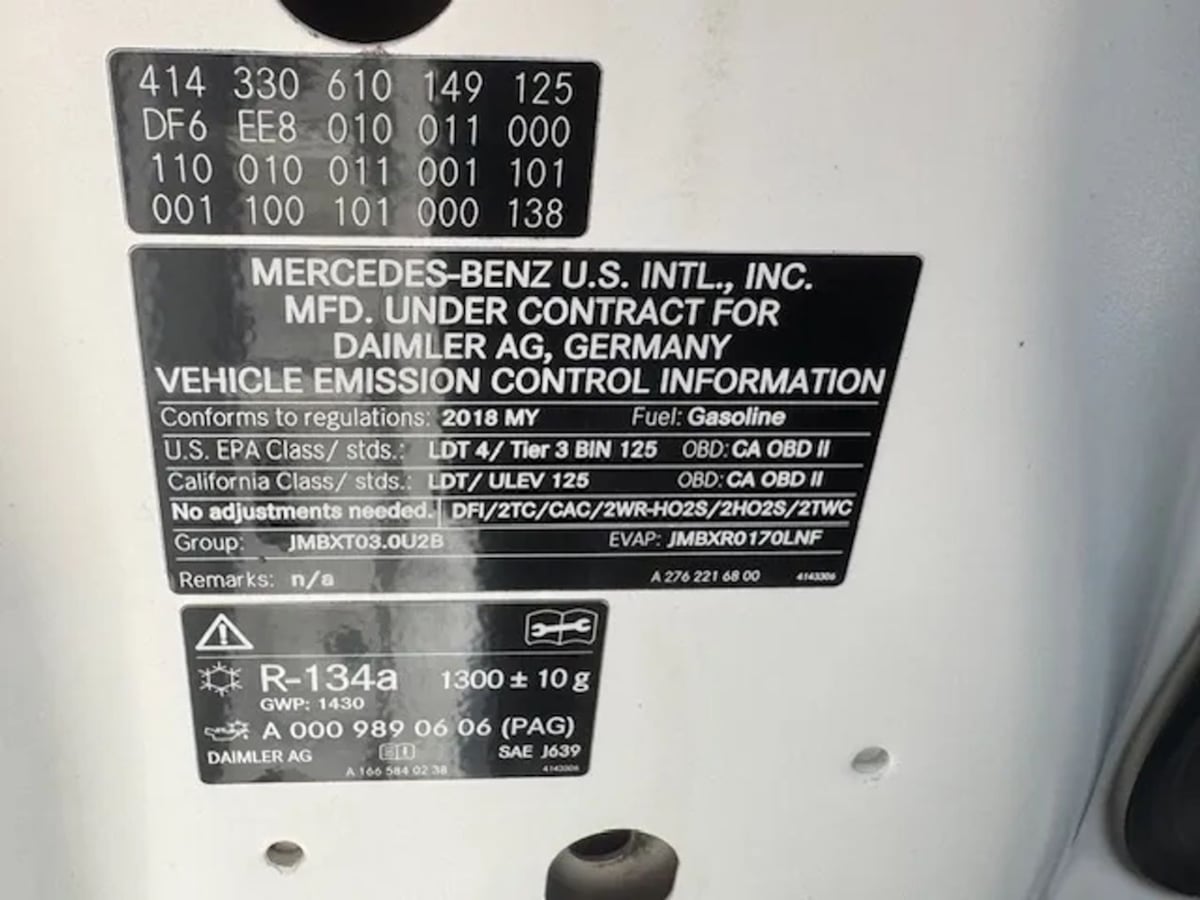 414 330 610 149 125
DF6 EE8 010 011 000
110 010 011 001 101
001 100 101 000 138
MERCEDES-BENZ U.S. INTL., INC.
MFD. UNDER CONTRACT FOR
DAIMLER AG, GERMANY
VEHICLE EMISSION CONTROL INFORMATION
Conforms to regulations: 2018 MY Fuel: Gasoline
U.S. EPA Class/ stds.: LDT 4/ Tier 3 BIN 125 OBD: CA OBD II
California Class/ stds.: LDT/ ULEV 125 OBD: CA OBD II
No adjustments needed. DFI/2TC/CAC/2WR-HO2S/2HO2S/2TWC
Group: JMBXT03.0U2B EVAP: JMBXR0170LNF
Remarks: n/a A 276 221 68 00 4143306
R-134a 1300 ± 10 g
GWP: 1430
A 000 989 06 06 (PAG)
DAIMLER AG SAE J639
A 166 584 02 38 4143306